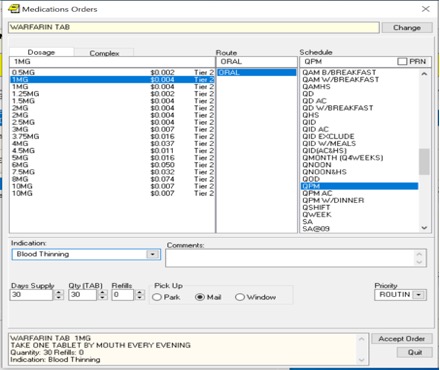 Medications Orders
WARFARIN TAB Change
Dosage Complex Route Schedule
1MG ORAL QPM PRN
0.5MG $0.002 Tier 2 ORAL QAM B/BREAKFAST
1MG $0.004 Tier 2 QAM W/BREAKFAST
1MG $0.004 Tier 2 QAMHS
1.25MG $0.002 Tier 2 QD
1.5MG $0.004 Tier 2 QD AC
2MG $0.004 Tier 2 QD W/BREAKFAST
2MG $0.004 Tier 2 QHS
2.5MG $0.004 Tier 2 QID
3MG $0.007 Tier 2 QID AC
3.75MG $0.016 Tier 2 QID EXCLUDE
4MG $0.037 Tier 2 QID W/MEALS
4.5MG $0.011 Tier 2 QID(AC&HS)
5MG $0.016 Tier 2 QMONTH (Q4WEEKS)
6MG $0.050 Tier 2 QNOON
7.5MG $0.032 Tier 2 QNOON&HS
8MG $0.074 Tier 2 QOD
10MG $0.007 Tier 2 QPM
10MG $0.007 Tier 2 QPM AC
QPM W/DINNER
QSHIFT
QWEEK
SA
SA@09
Indication: Comments:
Blood Thinning
Days Supply Qty (TAB) Refills Pick Up Priority
30 30 0 Park Mail Window ROUTIN
WARFARIN TAB 1MG Accept Order
TAKE ONE TABLET BY MOUTH EVERY EVENING
Quantity: 30 Refills: 0 Quit
Indication: Blood Thinning